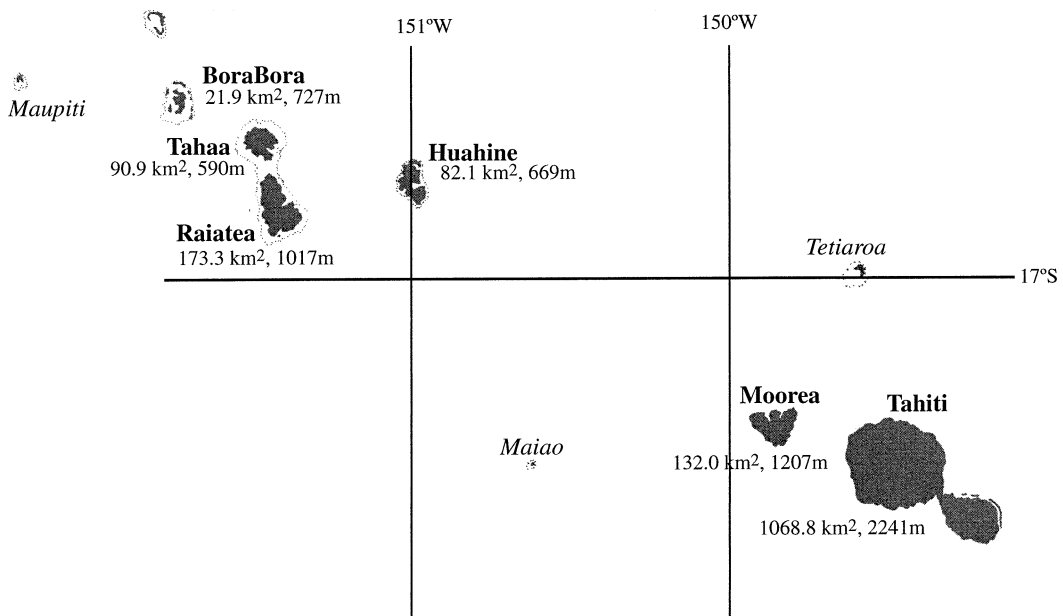 151ºW
150ºW
BoraBora
21.9 km², 727m
Maupiti
Tahaa
90.9 km², 590m
Huahine
82.1 km², 669m
Raiatea
173.3 km², 1017m
Tetiaroa
17ºS
Moorea
132.0 km², 1207m
Tahiti
1068.8 km², 2241m
Maiao